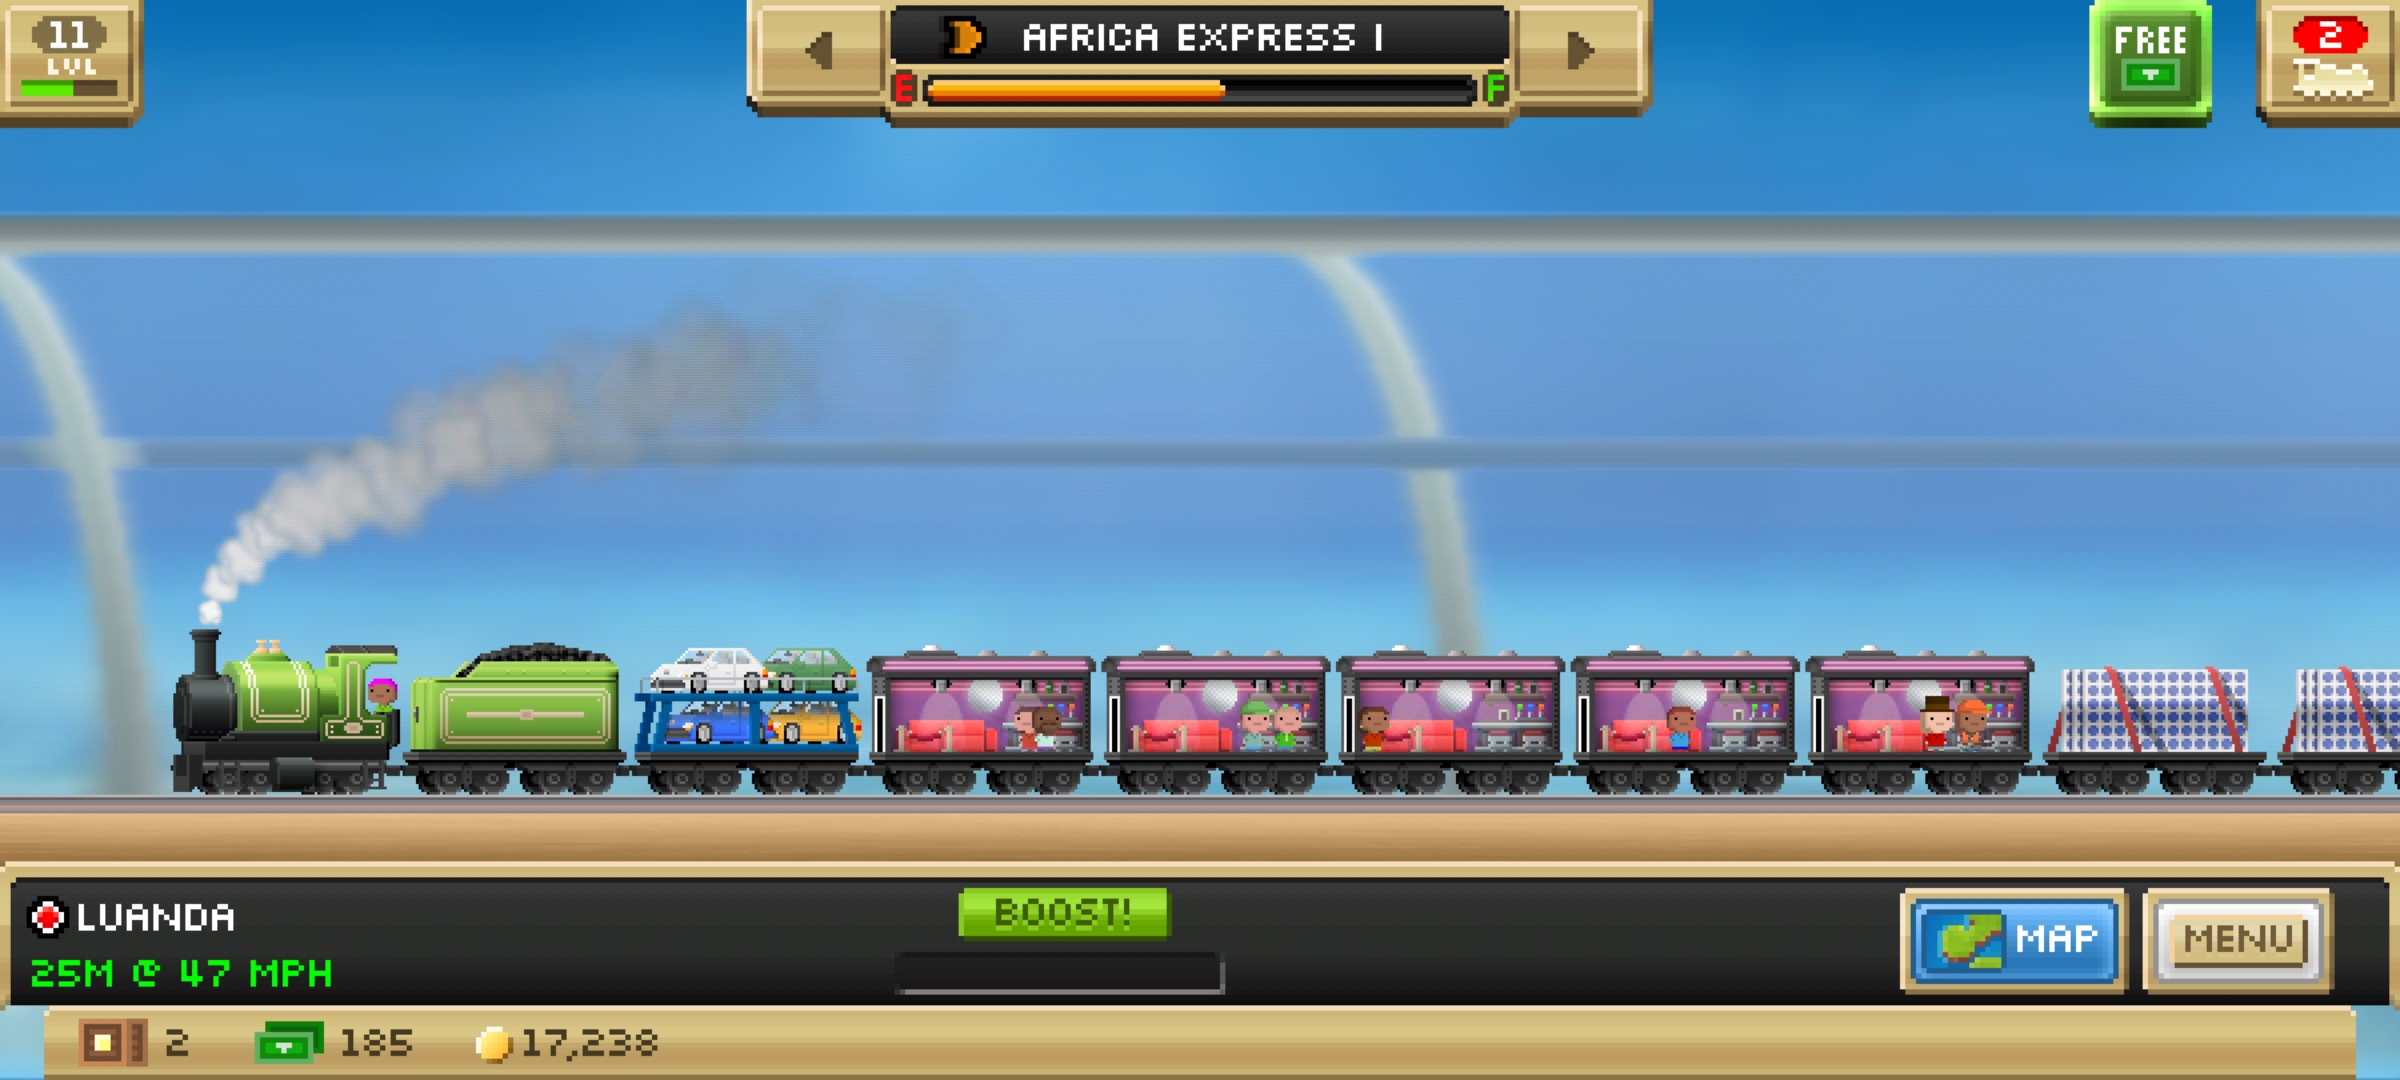 11
LVL
AFRICA EXPRESS I
E F
FREE
2
LUANDA
25M @ 47 MPH
BOOST!
MAP
MENU
2 185 17,238